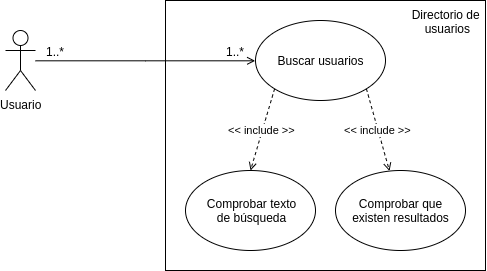 Directorio de
usuarios
1..*
1..*
Buscar usuarios
Usuario
<< include >>
<< include >>
Comprobar texto
de búsqueda
Comprobar que
existen resultados